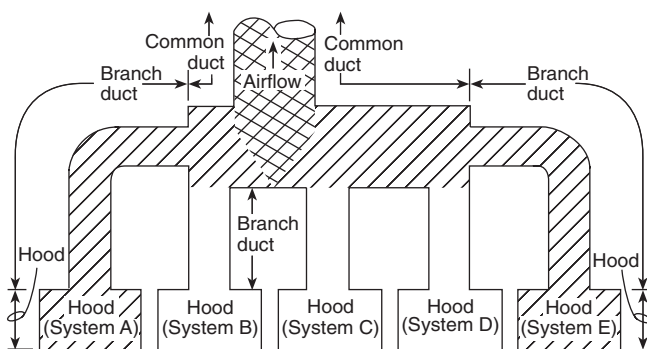 Common
duct
Common
duct
Branch
duct
Airflow
Branch
duct
Branch
duct
Hood
Hood
Hood
(System A)
Hood
(System B)
Hood
(System C)
Hood
(System D)
Hood
(System E)